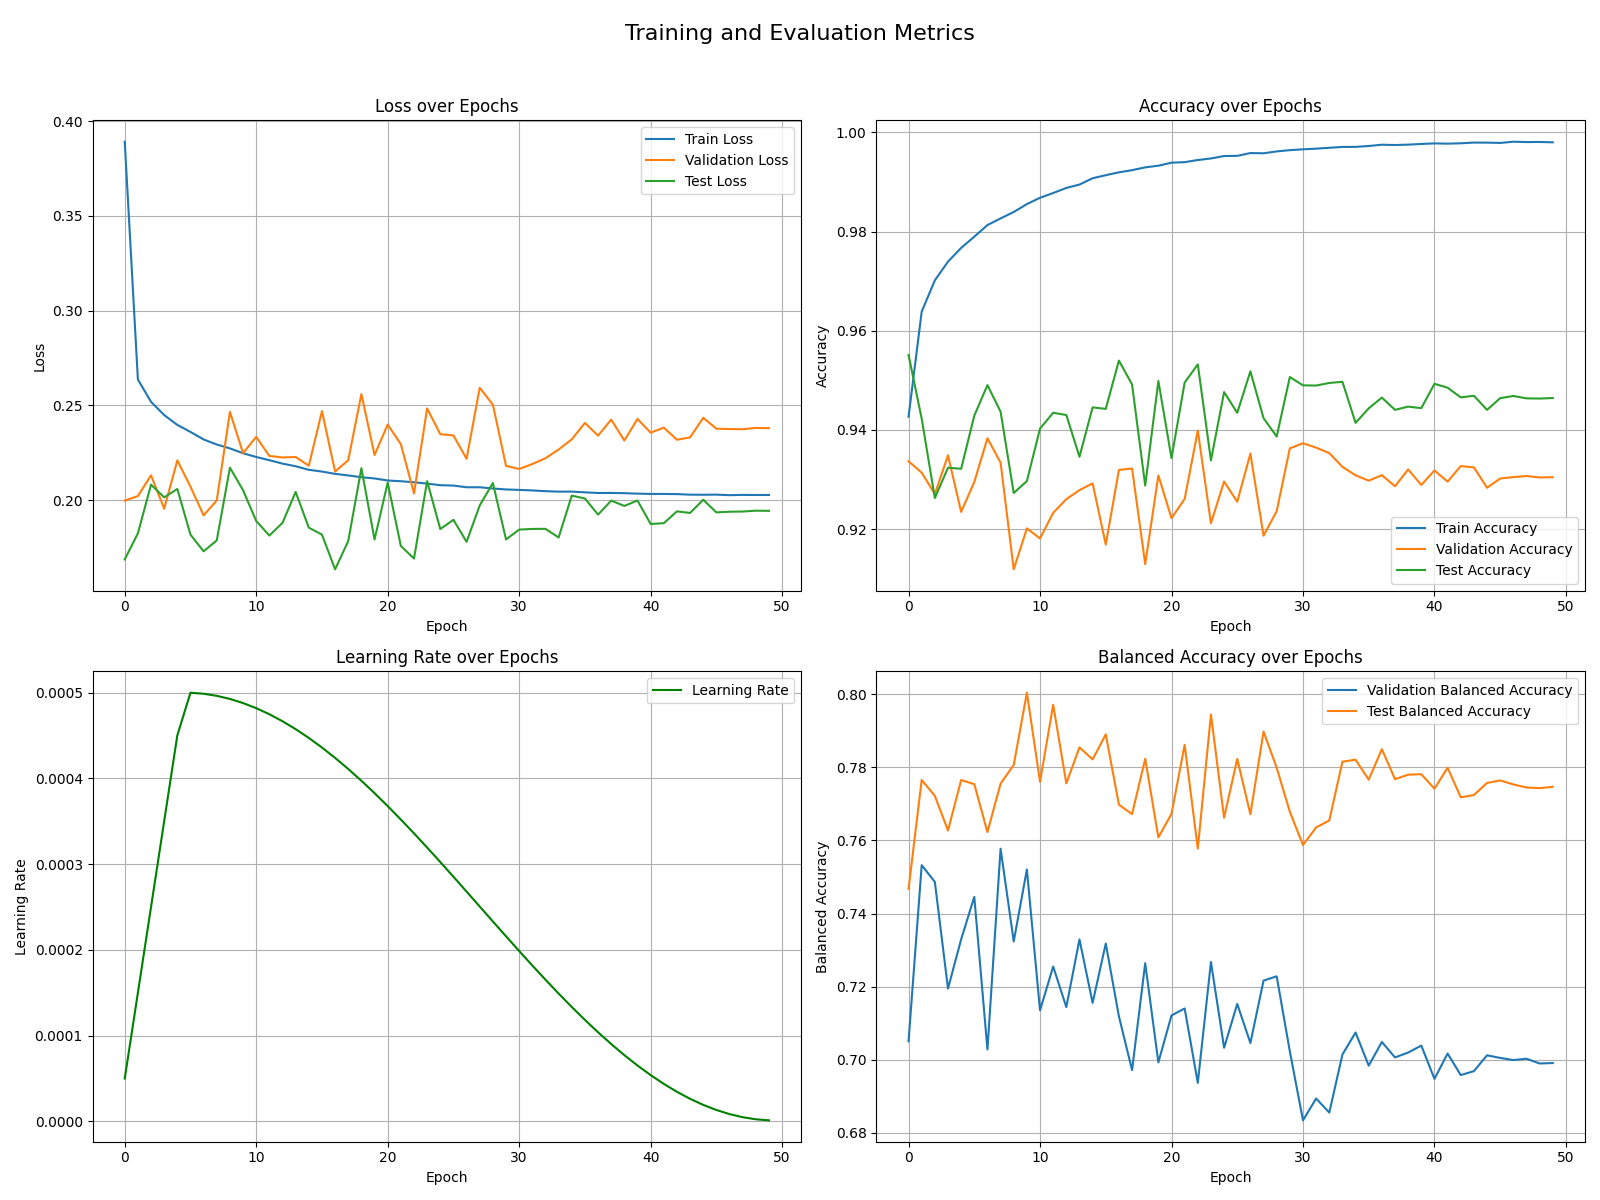 Training and Evaluation Metrics
Loss over Epochs
0.40
0.35
0.30
0.25
0.20
Loss
Train Loss
Validation Loss
Test Loss
0 10 20 30 40 50
Epoch
Accuracy over Epochs
1.00
0.98
0.96
0.94
0.92
Accuracy
Train Accuracy
Validation Accuracy
Test Accuracy
0 10 20 30 40 50
Epoch
Learning Rate over Epochs
0.0005
0.0004
0.0003
0.0002
0.0001
0.0000
Learning Rate
Learning Rate
0 10 20 30 40 50
Epoch
Balanced Accuracy over Epochs
0.80
0.78
0.76
0.74
0.72
0.70
0.68
Balanced Accuracy
Validation Balanced Accuracy
Test Balanced Accuracy
0 10 20 30 40 50
Epoch